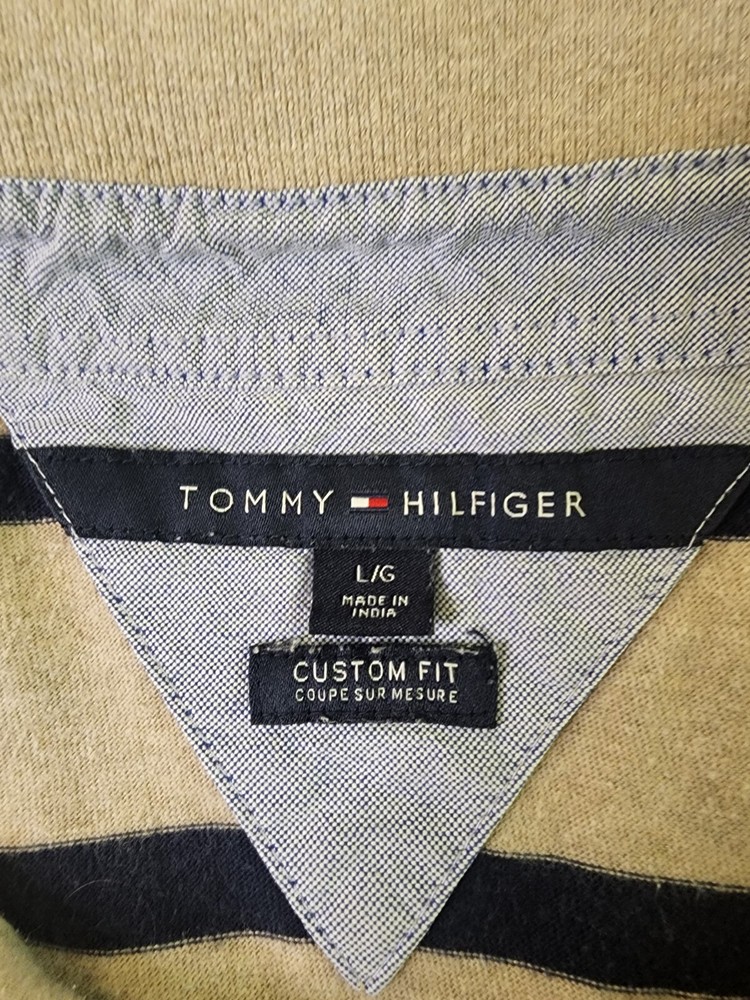 TOMMY HILFIGER
L/G
MADE IN
INDIA
CUSTOM FIT
COUPE SUR MESURE